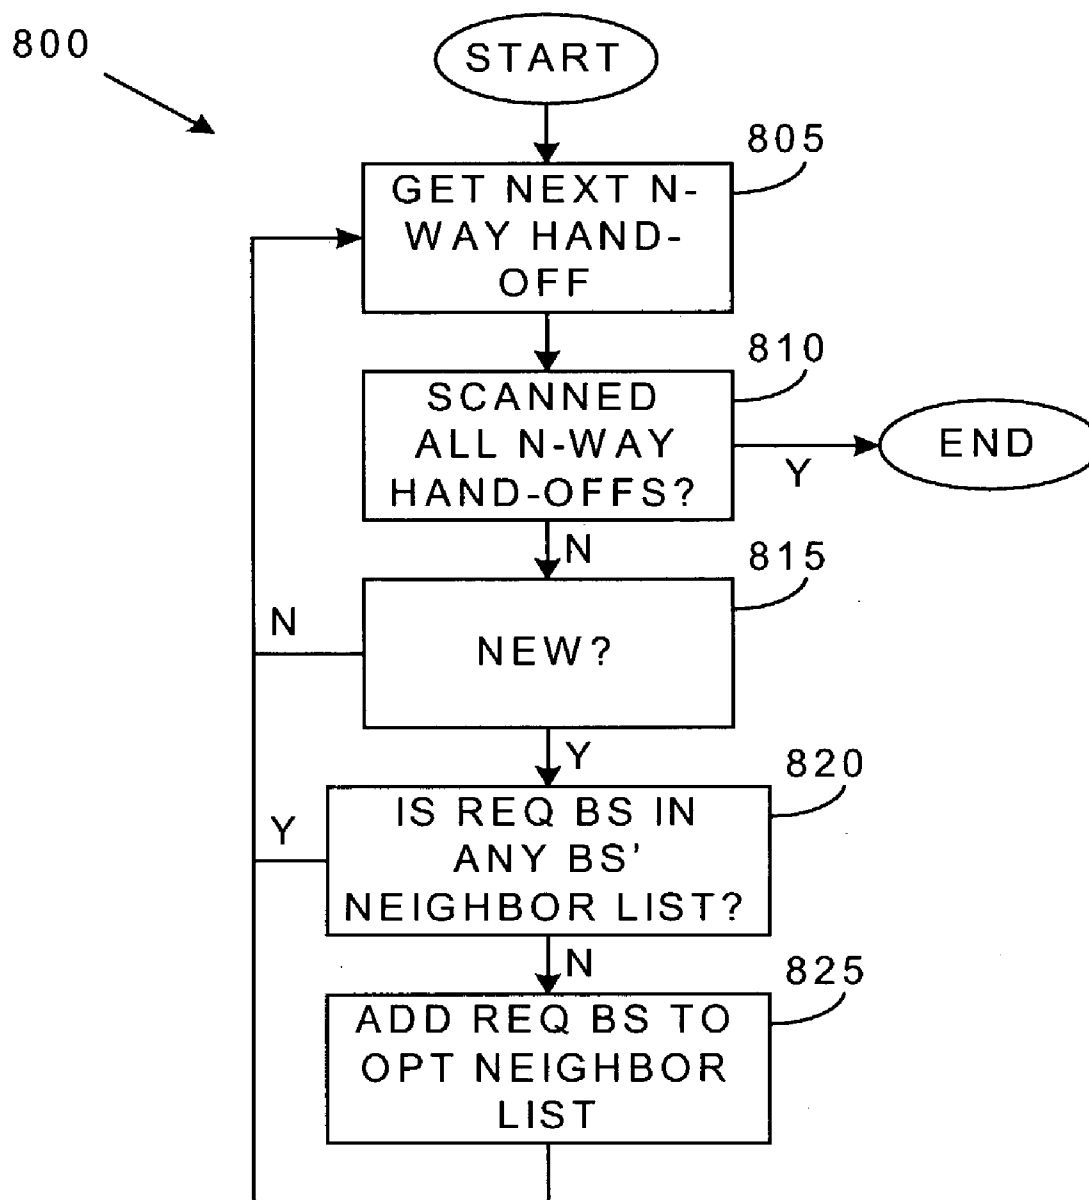 800
START
805
GET NEXT N-
WAY HAND-
OFF
810
SCANNED
ALL N-WAY
HAND-OFFS?
Y
END
N
815
NEW?
N
Y
820
IS REQ BS IN
ANY BS'
NEIGHBOR LIST?
Y
N
825
ADD REQ BS TO
OPT NEIGHBOR
LIST